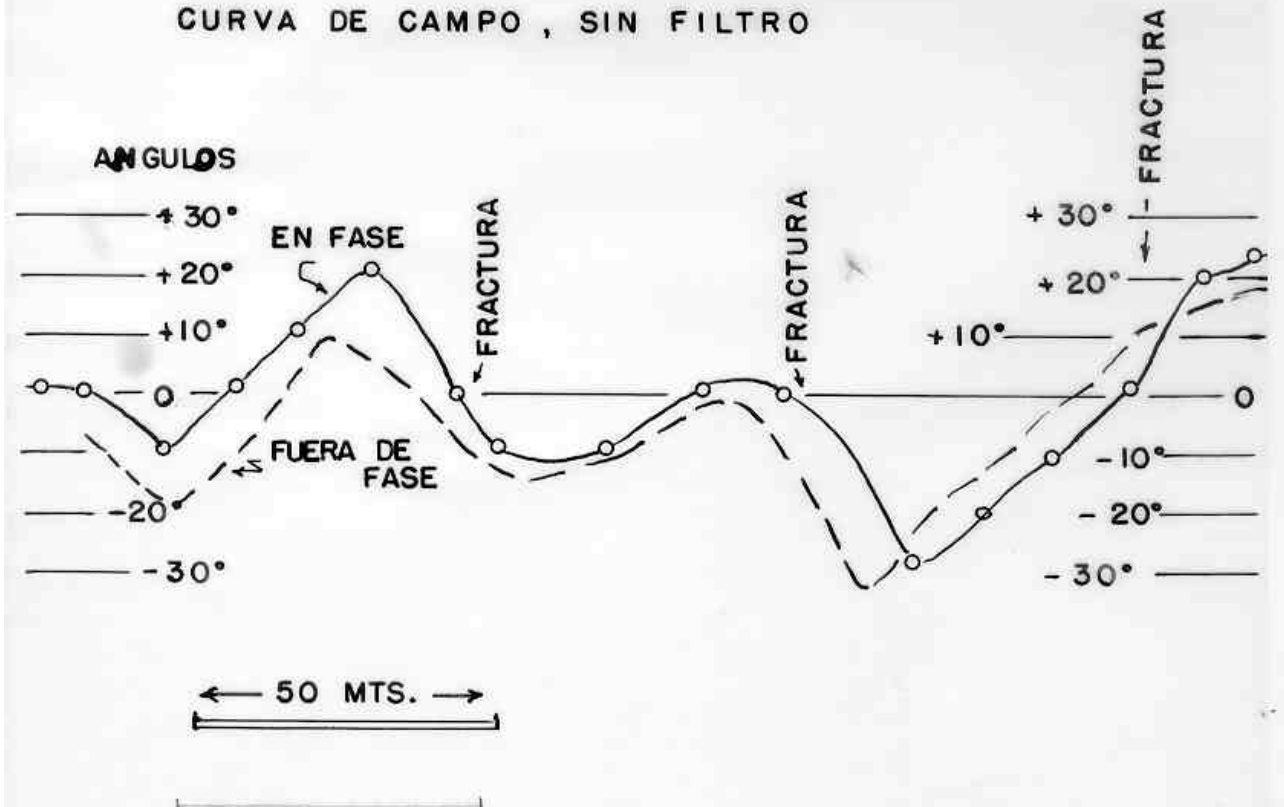 CURVA DE CAMPO, SIN FILTRO
FRACTURA
ANGULOS
+30°
+20°
+10°
0
-20°
-30°
EN FASE
FUERA DE
FASE
FRACTURA
FRACTURA
+30°
+20°
+10°
0
-10°
-20°
-30°
50 MTS.